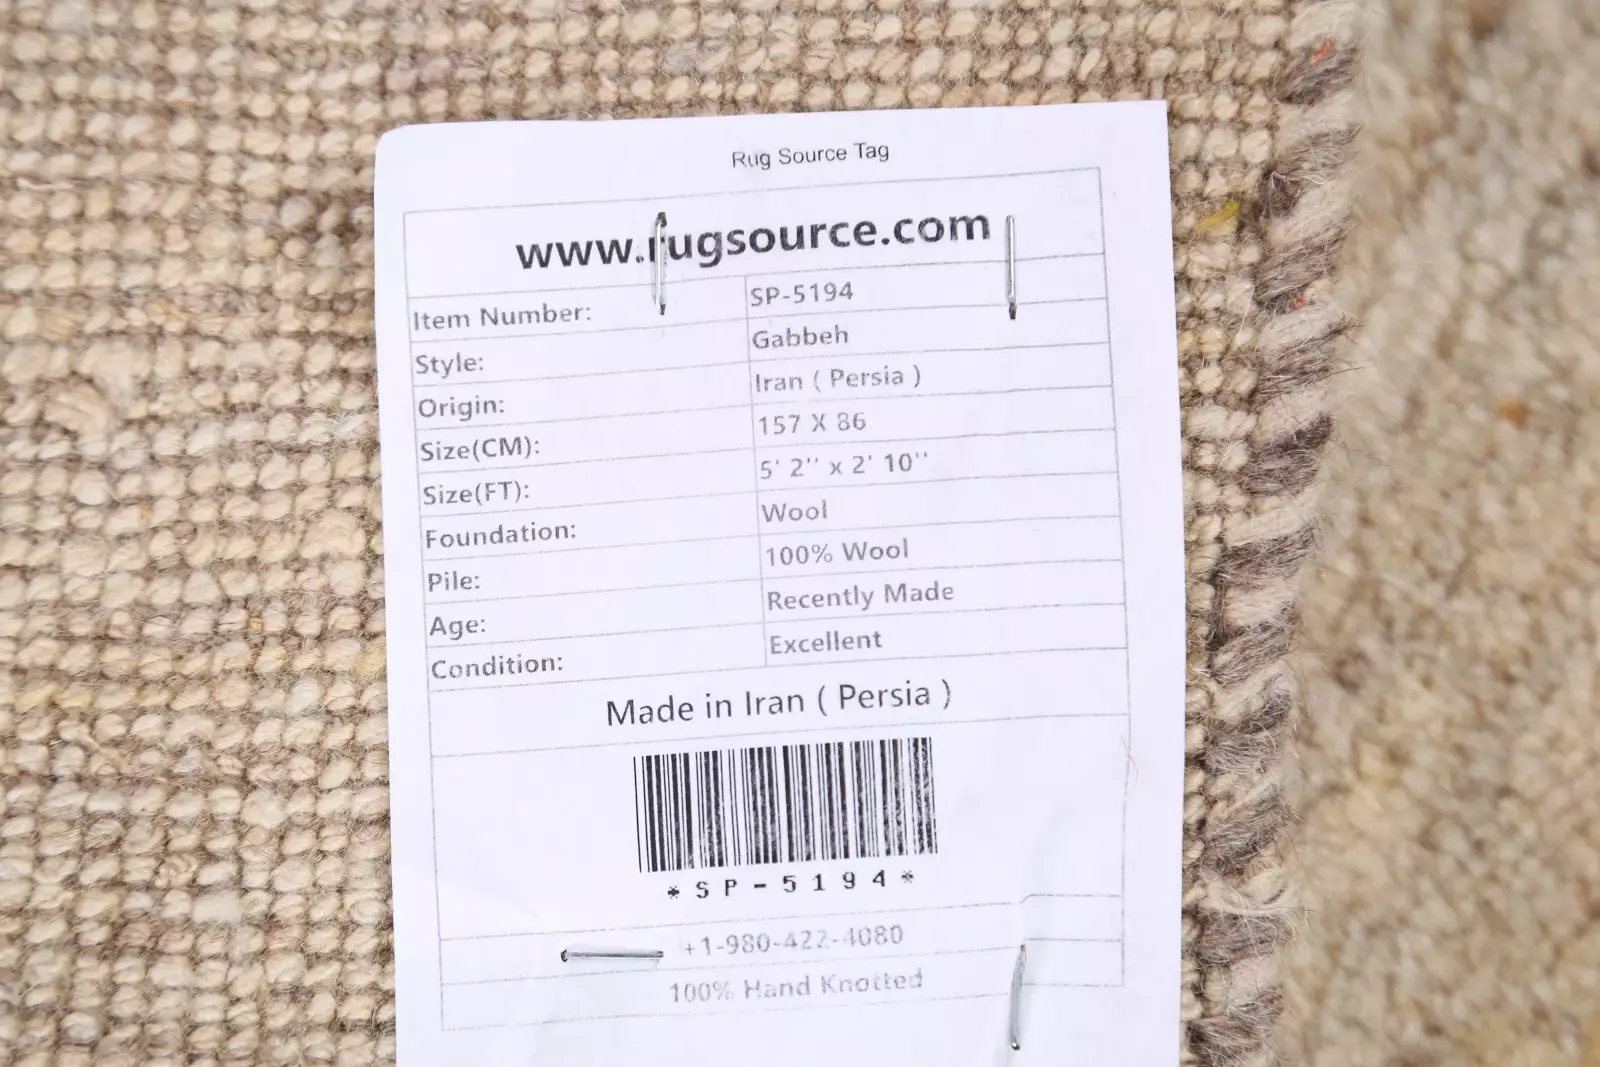 Rug Source Tag
www.rugsource.com
Item Number: SP-5194
Style: Gabbeh
Origin: Iran ( Persia )
Size(CM): 157 X 86
Size(FT): 5' 2'' x 2' 10''
Foundation: Wool
Pile: 100% Wool
Age: Recently Made
Condition: Excellent
Made in Iran ( Persia )
*SP-5194*
+1-980-422-4080
100% Hand Knotted